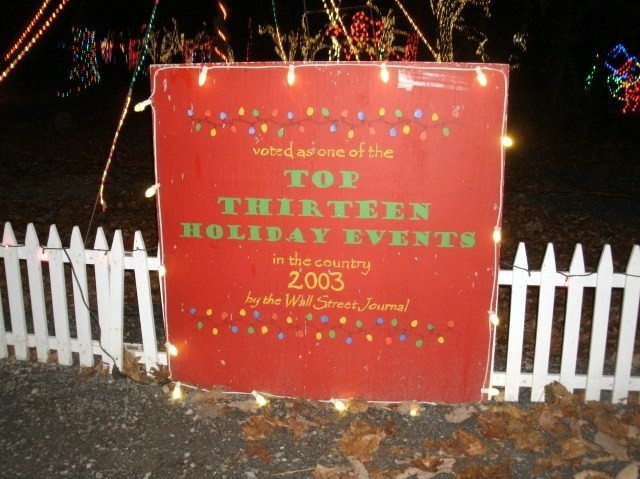 voted as one of the
TOP
THIRTEEN
HOLIDAY EVENTS
in the country
2003
by the Wall Street Journal